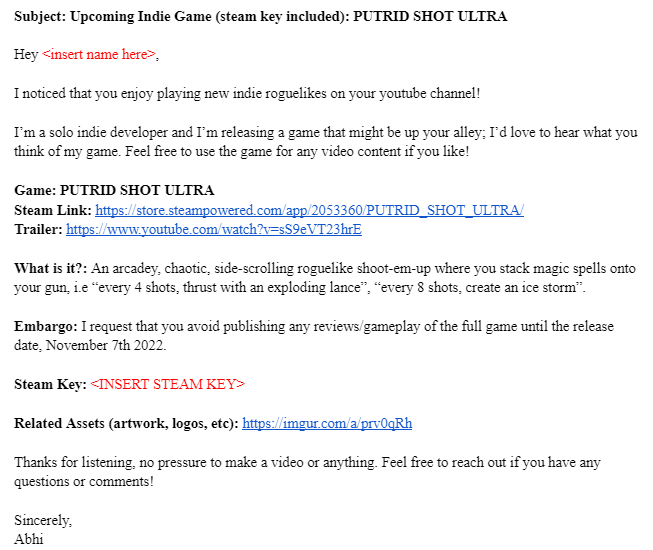 Subject: Upcoming Indie Game (steam key included): PUTRID SHOT ULTRA
Hey <insert name here>,
I noticed that you enjoy playing new indie roguelikes on your youtube channel!
I'm a solo indie developer and I'm releasing a game that might be up your alley; I'd love to hear what you
think of my game. Feel free to use the game for any video content if you like!
Game: PUTRID SHOT ULTRA
Steam Link: https://store.steampowered.com/app/2053360/PUTRID_SHOT_ULTRA/
Trailer: https://www.youtube.com/watch?v=sS9eVT23hrE
What is it?: An arcadey, chaotic, side-scrolling roguelike shoot-em-up where you stack magic spells onto
your gun, i.e “every 4 shots, thrust with an exploding lance”, “every 8 shots, create an ice storm”.
Embargo: I request that you avoid publishing any reviews/gameplay of the full game until the release
date, November 7th 2022.
Steam Key: <INSERT STEAM KEY>
Related Assets (artwork, logos, etc): https://imgur.com/a/prv0qRh
Thanks for listening, no pressure to make a video or anything. Feel free to reach out if you have any
questions or comments!
Sincerely,
Abhi